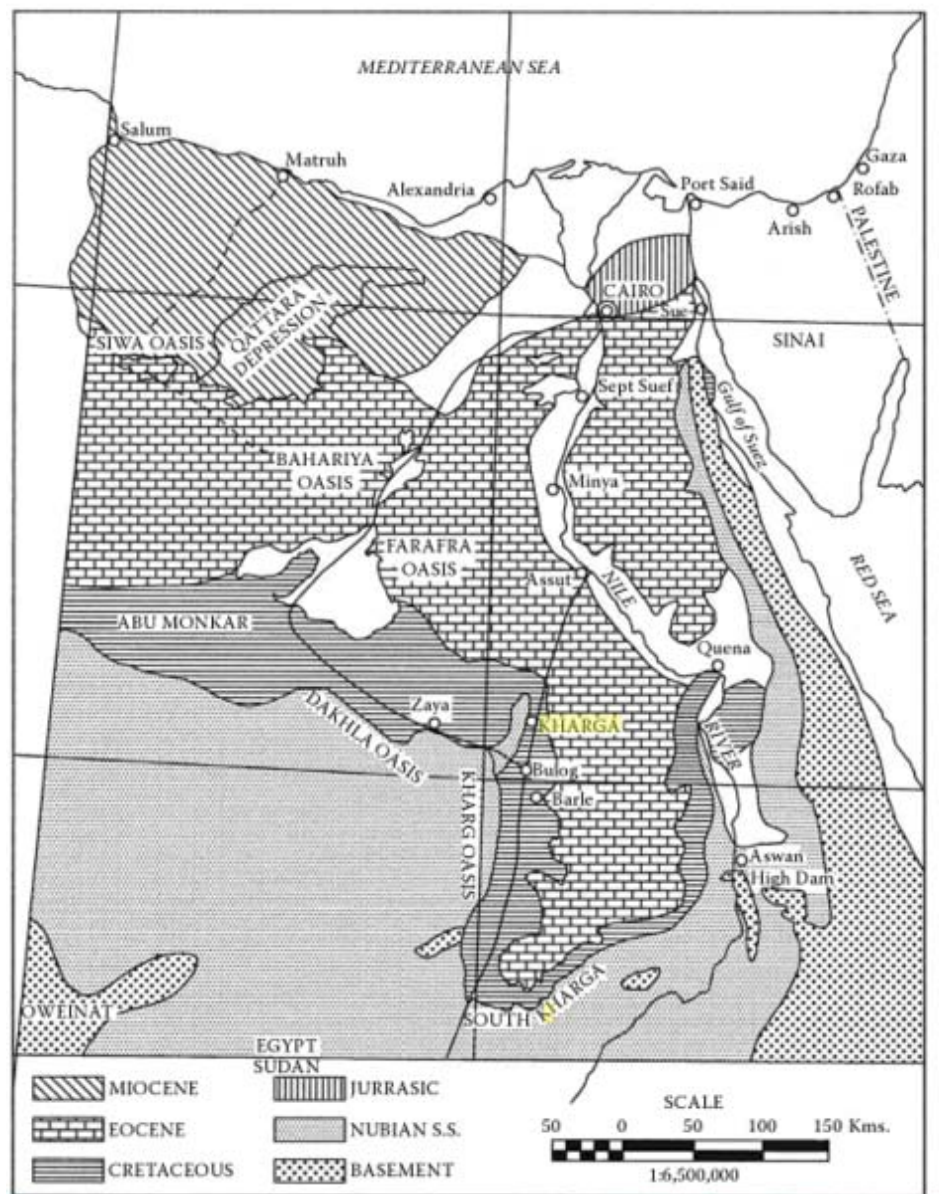 MEDITERRANEAN SEA
Salum
Matruh
Alexandria
Port Said
Gaza
Rofab
Arish
PALESTINE
CAIRO
Sue
SINAI
SIWA OASIS
QATTARA
DEPRESSION
Sept Suef
Gulf of Suez
BAHARIYA
OASIS
Minya
FARAFRA
OASIS
Assut
NILE
RED SEA
ABU MONKAR
Quena
Zaya
DAKHLA OASIS
KHARGA
RIVER
Bulog
Barle
KHARG OASIS
Aswan
High Dam
OWEINAT
SOUTH KHARGA
EGYPT
SUDAN
MIOCENE
JURRASIC
EOCENE
NUBIAN S.S.
CRETACEOUS
BASEMENT
SCALE
50 0 50 100 150 Kms.
1:6,500,000